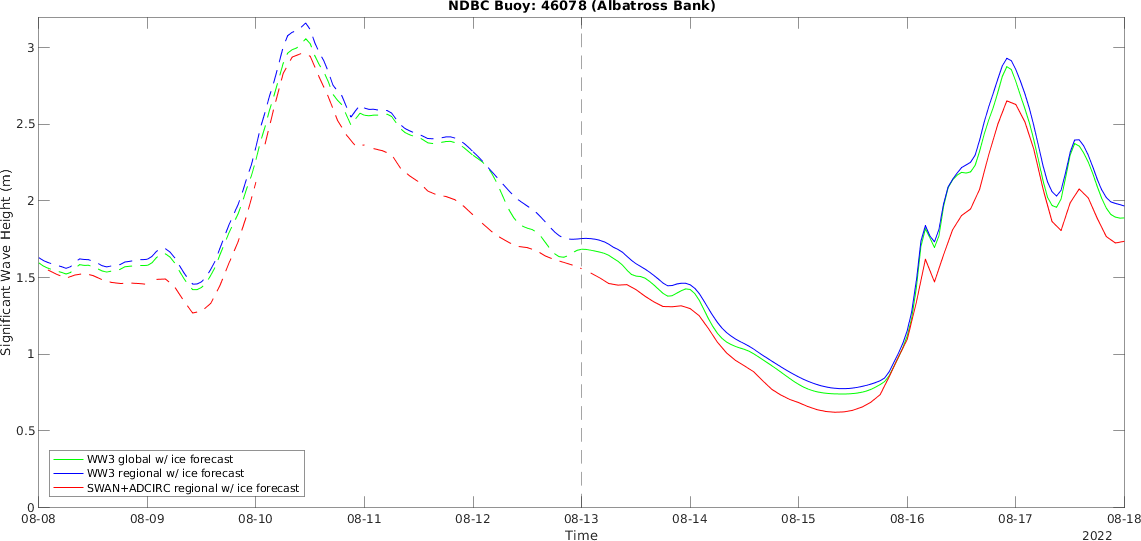 NDBC Buoy: 46078 (Albatross Bank)
Significant Wave Height (m)
3
2.5
2
1.5
1
0.5
0
WW3 global w/ ice forecast
WW3 regional w/ ice forecast
SWAN+ADCIRC regional w/ ice forecast
08-08 08-09 08-10 08-11 08-12 08-13 08-14 08-15 08-16 08-17 08-18
Time
2022